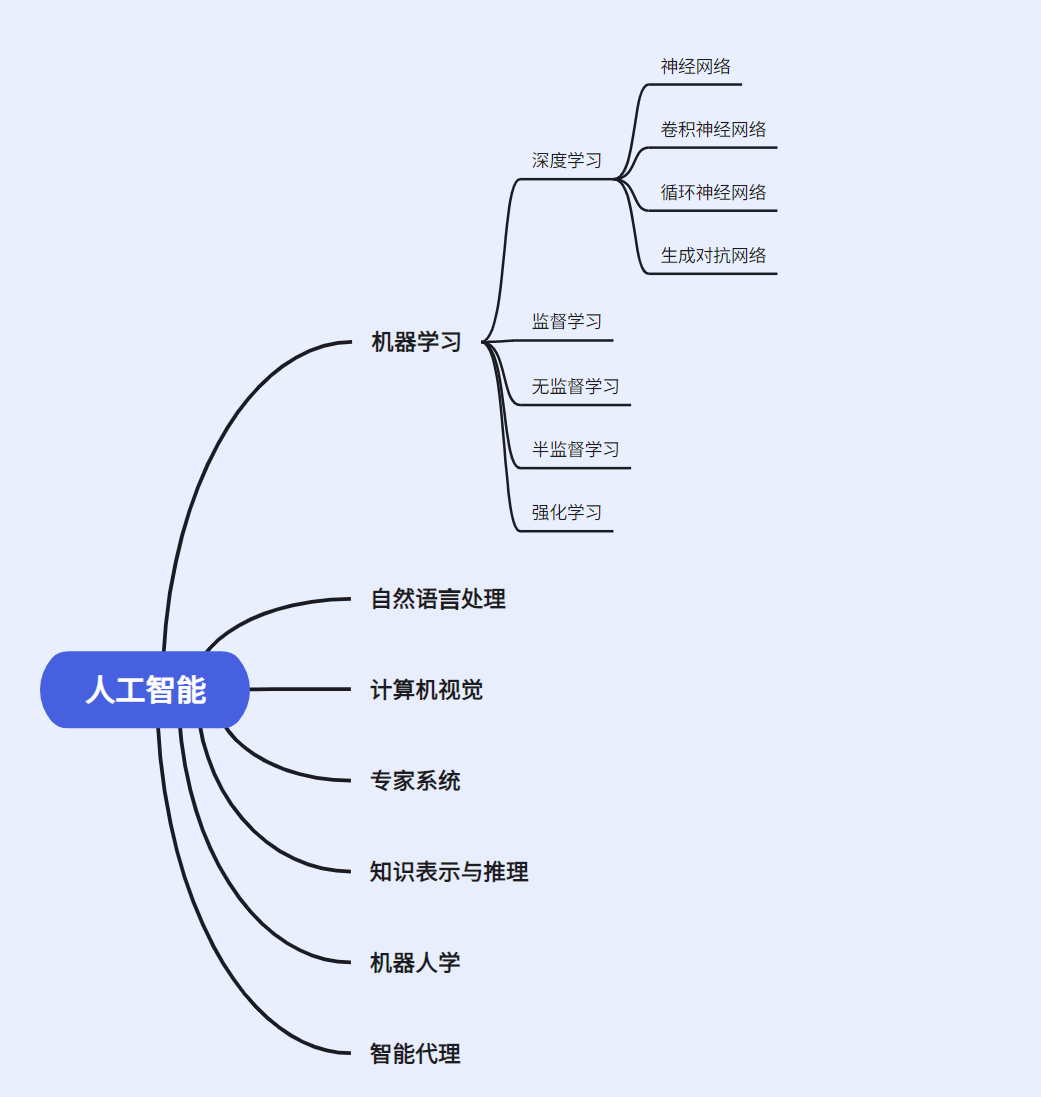 神经网络
卷积神经网络
深度学习
循环神经网络
生成对抗网络
监督学习
机器学习
无监督学习
半监督学习
强化学习
自然语言处理
人工智能
计算机视觉
专家系统
知识表示与推理
机器人学
智能代理